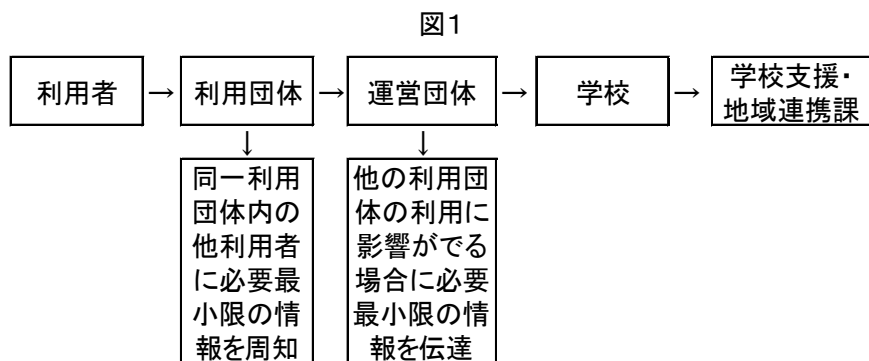 図1
利用者 → 利用団体 → 運営団体 → 学校 → 学校支援・
地域連携課
↓ ↓
同一利用
団体内の
他利用者
に必要最
小限の情
報を周知
他の利用団
体の利用に
影響がでる
場合に必要
最小限の情
報を伝達